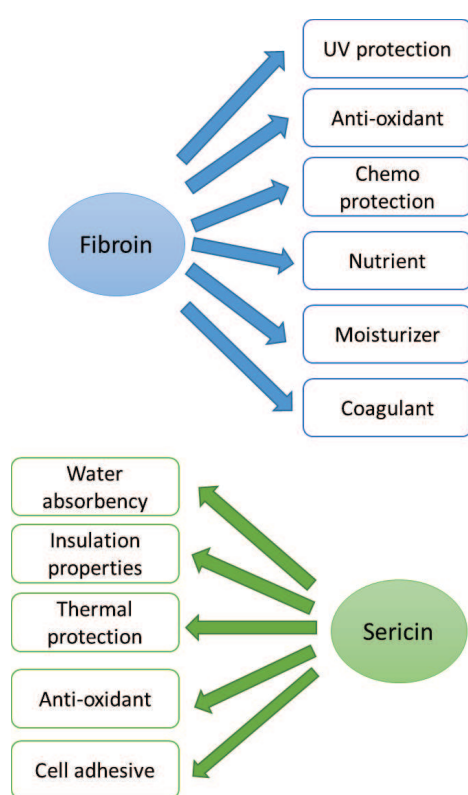 UV protection
Anti-oxidant
Chemo
protection
Fibroin
Nutrient
Moisturizer
Coagulant
Water
absorbency
Insulation
properties
Thermal
protection
Sericin
Anti-oxidant
Cell adhesive